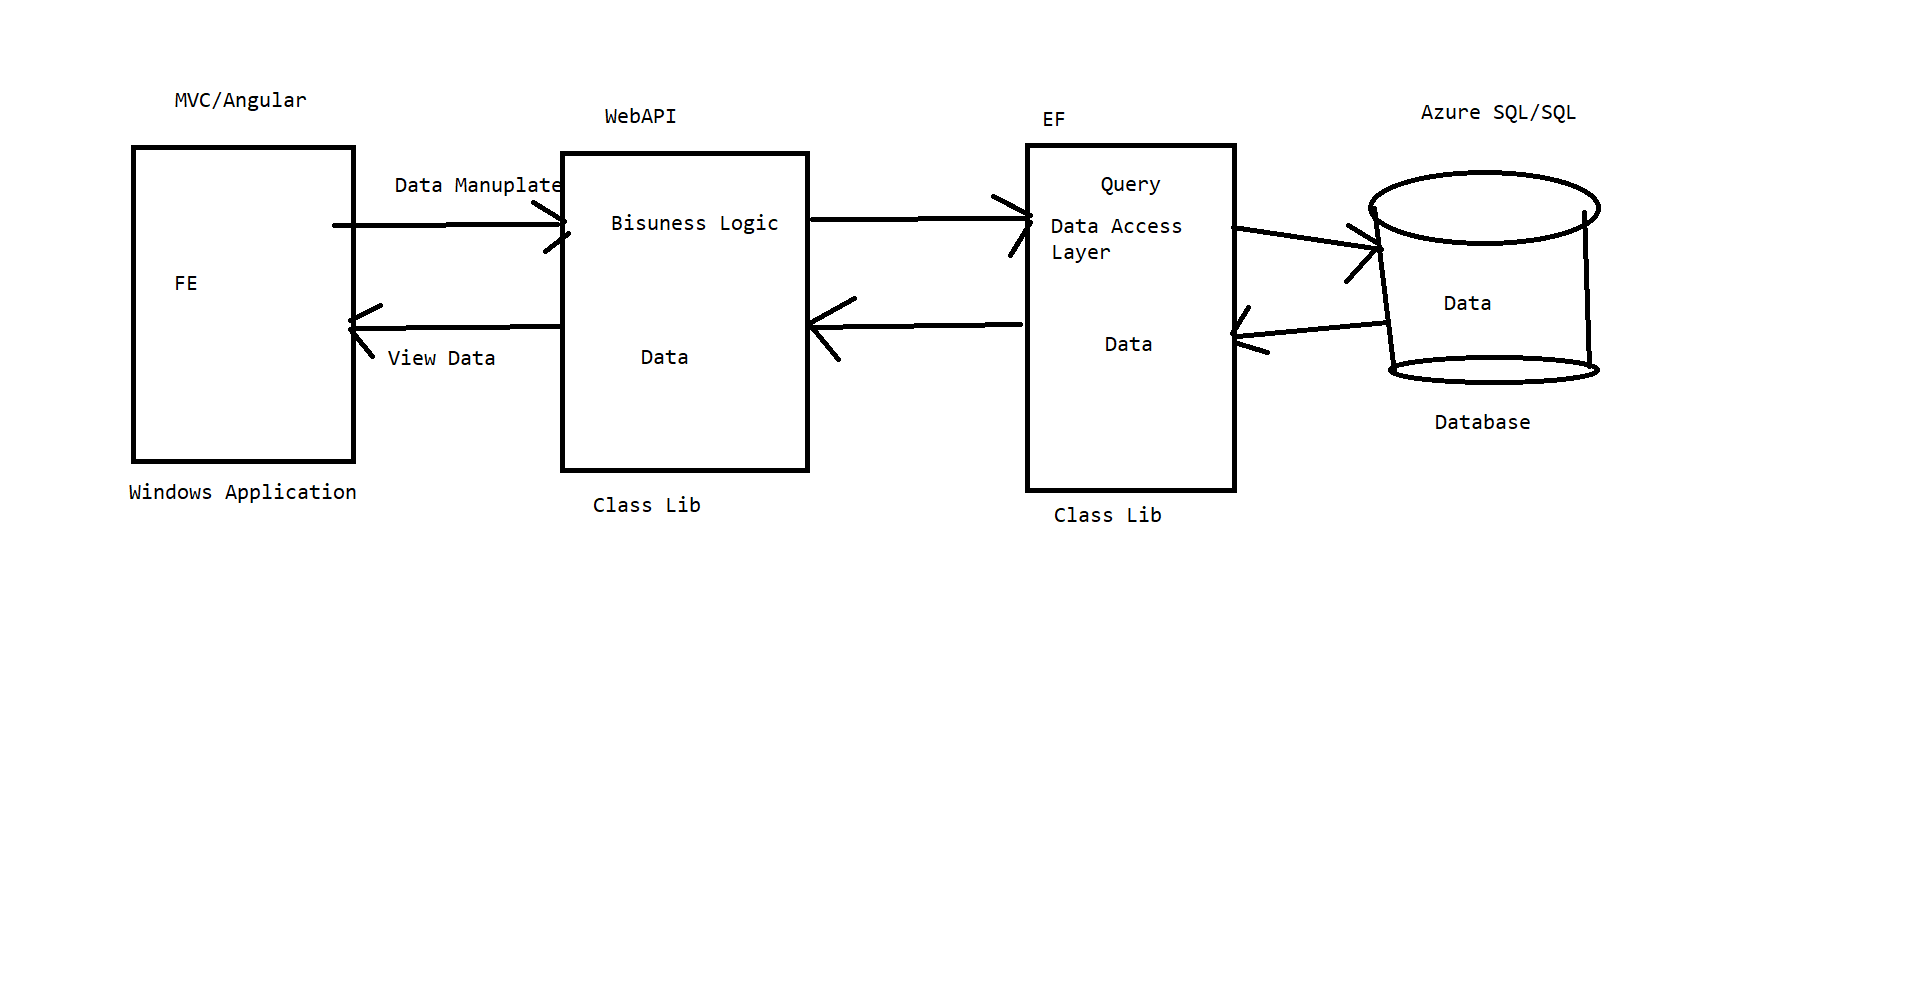 MVC/Angular
WebAPI
EF
Azure SQL/SQL
Data Manuplate
Bisuness Logic
Query
Data Access
Layer
FE
Data
View Data
Data
Data
Database
Windows Application
Class Lib
Class Lib